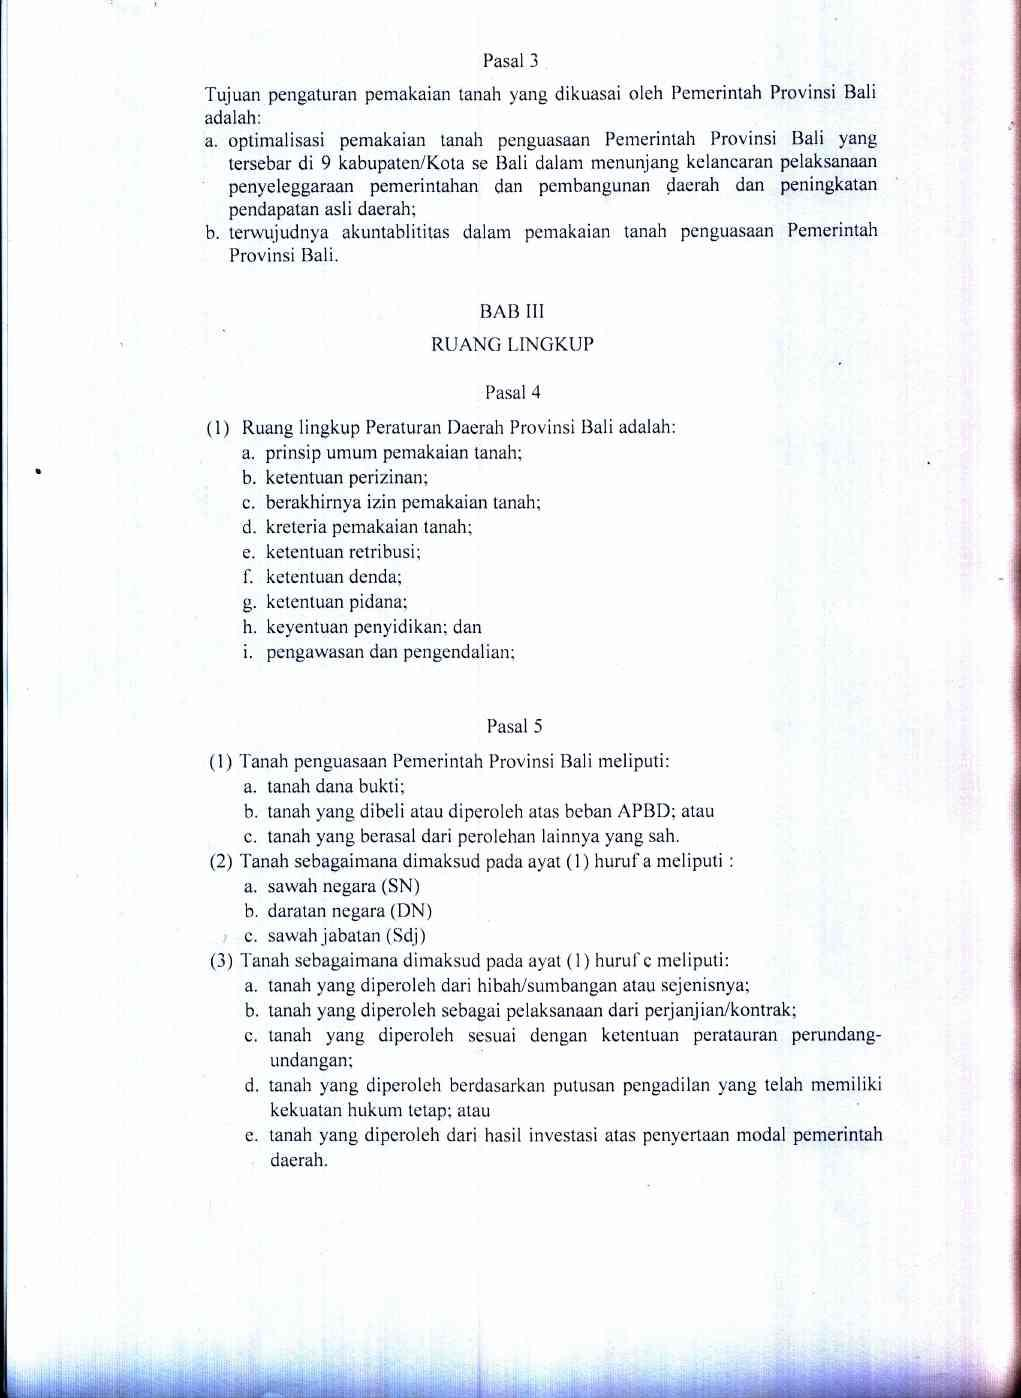 Pasal 3
Tujuan pengaturan pemakaian tanah yang dikuasai oleh Pemerintah Provinsi Bali
adalah:
a. optimalisasi pemakaian tanah penguasaan Pemerintah Provinsi Bali yang
tersebar di 9 kabupaten/Kota se Bali dalam menunjang kelancaran pelaksanaan
penyeleggaraan pemerintahan dan pembangunan daerah dan peningkatan
pendapatan asli daerah;
b. terwujudnya akuntablititas dalam pemakaian tanah penguasaan Pemerintah
Provinsi Bali.
BAB III
RUANG LINGKUP
Pasal 4
(1) Ruang lingkup Peraturan Daerah Provinsi Bali adalah:
a. prinsip umum pemakaian tanah;
b. ketentuan perizinan;
c. berakhirnya izin pemakaian tanah;
d. kreteria pemakaian tanah;
e. ketentuan retribusi;
f. ketentuan denda;
g. ketentuan pidana;
h. keyentuan penyidikan; dan
i. pengawasan dan pengendalian;
Pasal 5
(1) Tanah penguasaan Pemerintah Provinsi Bali meliputi:
a. tanah dana bukti;
b. tanah yang dibeli atau diperoleh atas beban APBD; atau
c. tanah yang berasal dari perolehan lainnya yang sah.
(2) Tanah sebagaimana dimaksud pada ayat (1) huruf a meliputi :
a. sawah negara (SN)
b. daratan negara (DN)
c. sawah jabatan (Sdj)
(3) Tanah sebagaimana dimaksud pada ayat (1) huruf c meliputi:
a. tanah yang diperoleh dari hibah/sumbangan atau sejenisnya;
b. tanah yang diperoleh sebagai pelaksanaan dari perjanjian/kontrak;
c. tanah yang diperoleh sesuai dengan ketentuan peratauran perundang-
undangan;
d. tanah yang diperoleh berdasarkan putusan pengadilan yang telah memiliki
kekuatan hukum tetap; atau
e. tanah yang diperoleh dari hasil investasi atas penyertaan modal pemerintah
daerah.